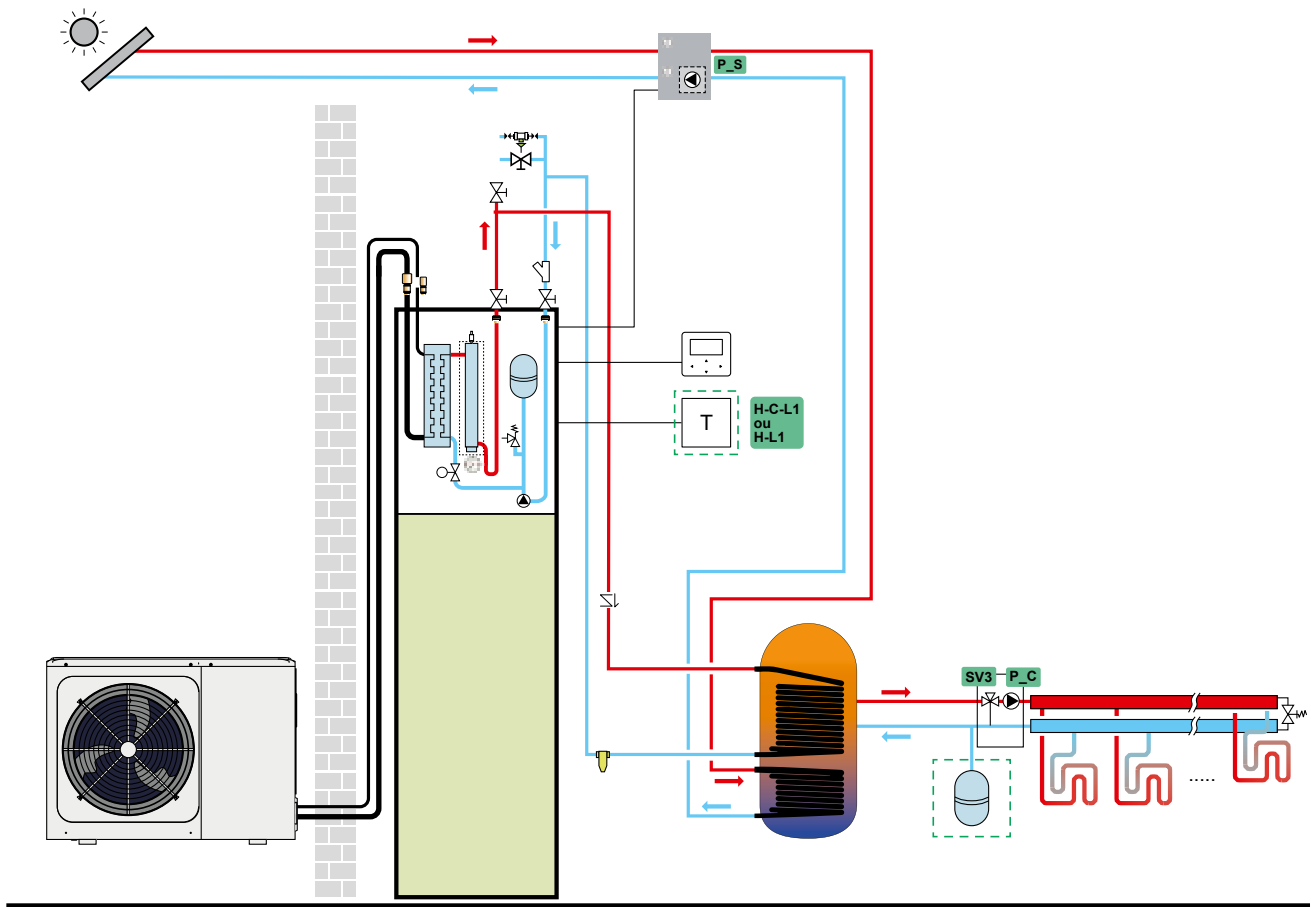 P_S
T
H-C-L1
ou
H-L1
SV3
P_C
.....